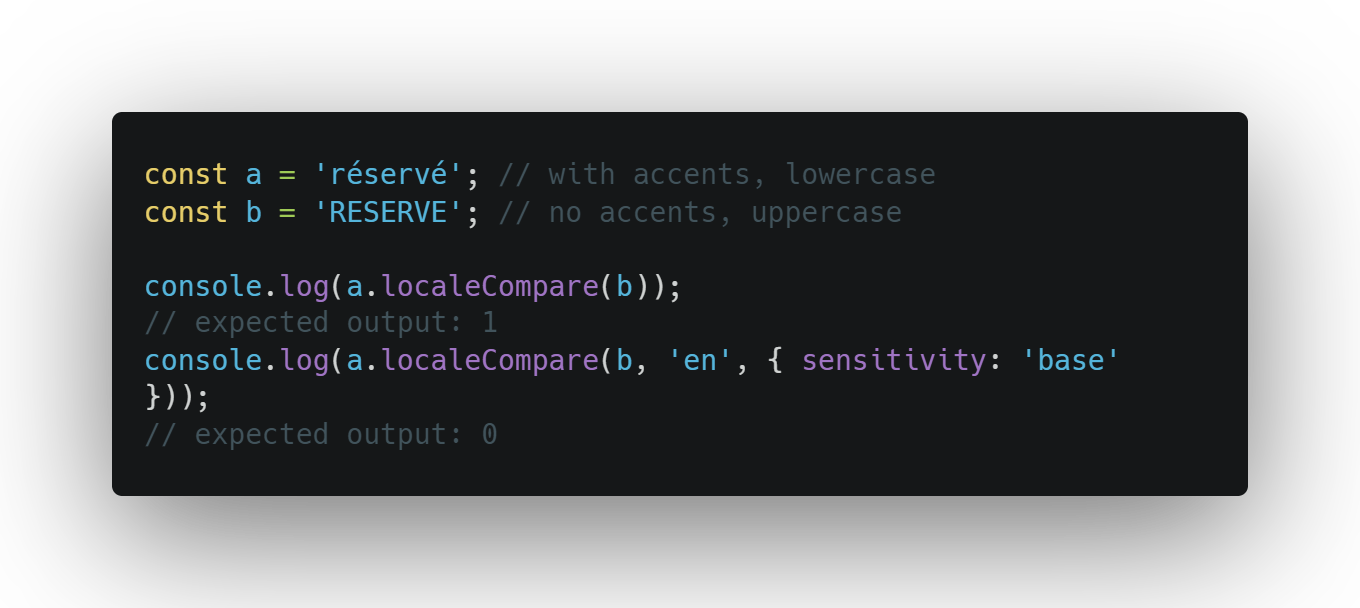 const a = 'réservé'; // with accents, lowercase
const b = 'RESERVE'; // no accents, uppercase
console.log(a.localeCompare(b));
// expected output: 1
console.log(a.localeCompare(b, 'en', { sensitivity: 'base'
}));
// expected output: 0